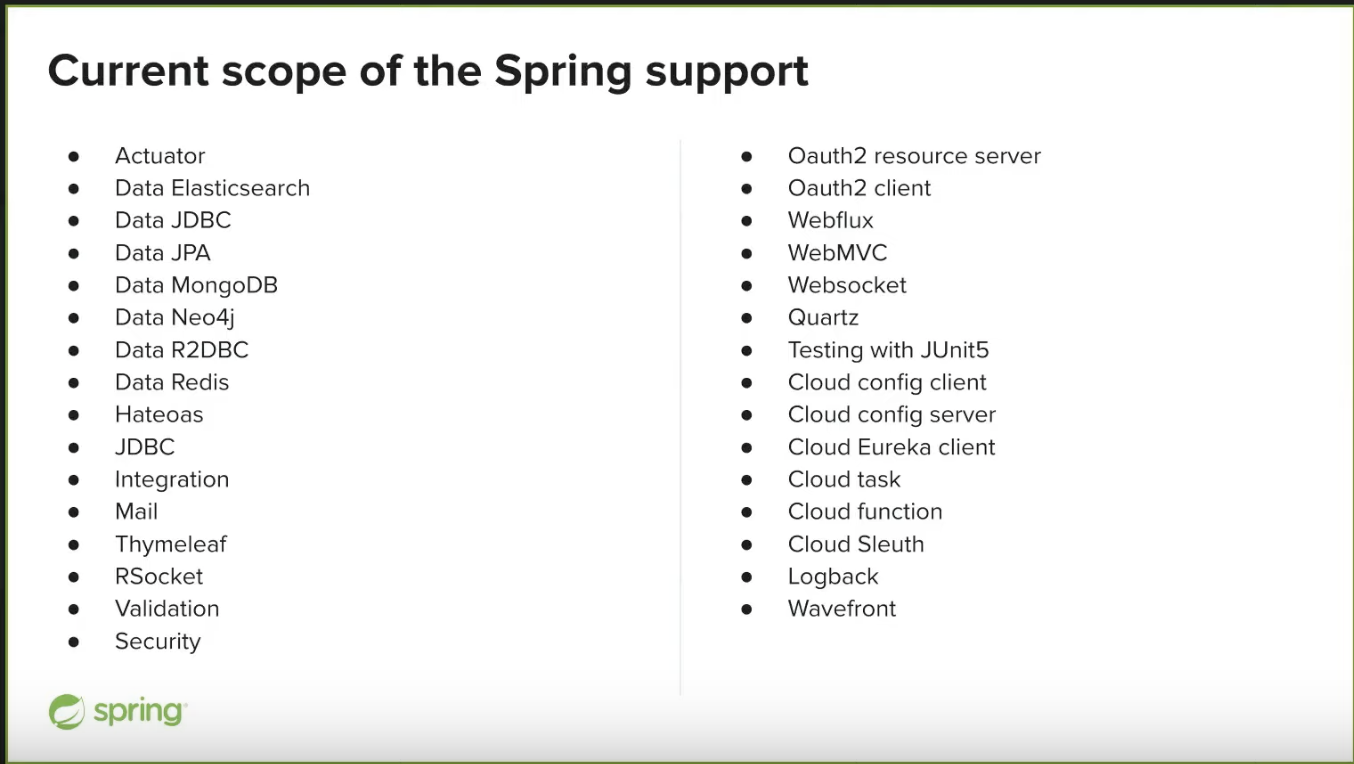 Current scope of the Spring support
● Actuator
● Data Elasticsearch
● Data JDBC
● Data JPA
● Data MongoDB
● Data Neo4j
● Data R2DBC
● Data Redis
● Hateoas
● JDBC
● Integration
● Mail
● Thymeleaf
● RSocket
● Validation
● Security
● Oauth2 resource server
● Oauth2 client
● Webflux
● WebMVC
● Websocket
● Quartz
● Testing with JUnit5
● Cloud config client
● Cloud config server
● Cloud Eureka client
● Cloud task
● Cloud function
● Cloud Sleuth
● Logback
● Wavefront
spring